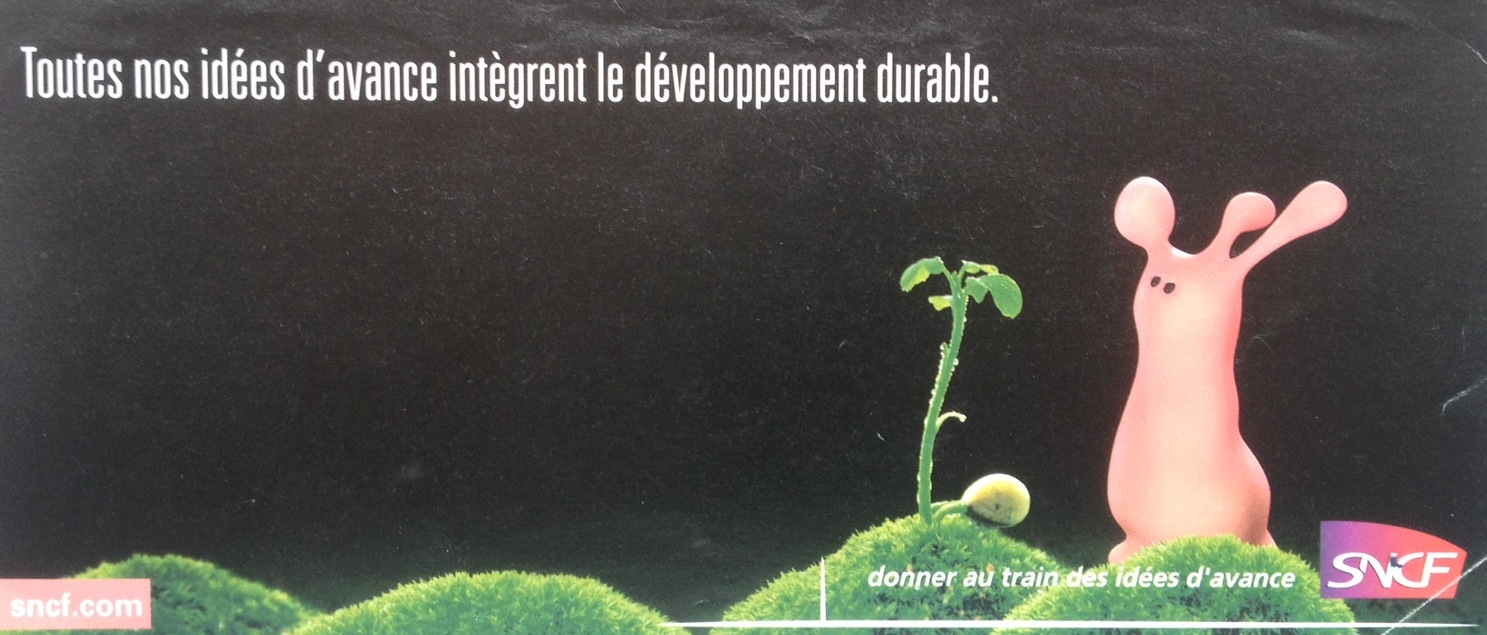 Toutes nos idées d'avance intègrent le développement durable.
donner au train des idées d'avance
SNCF
sncf.com